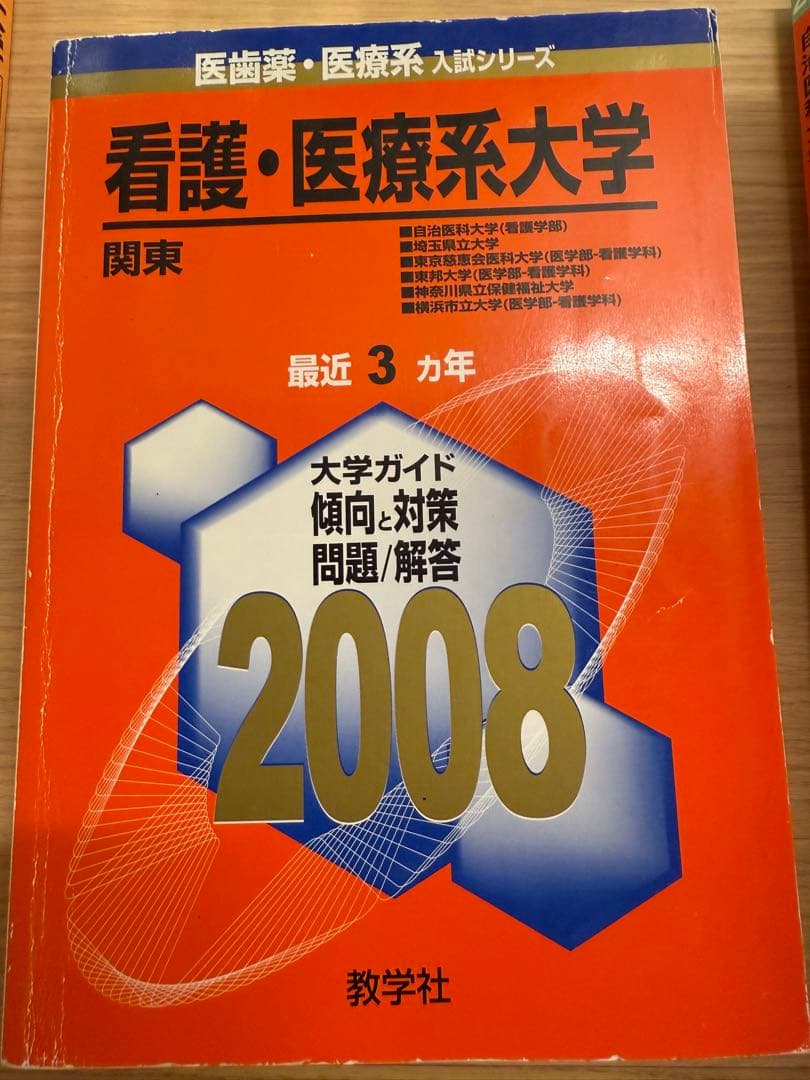 医歯薬・医療系 入試シリーズ
看護・医療系大学
関東
■自治医科大学(看護学部)
■埼玉県立大学
■東京慈恵会医科大学(医学部-看護学科)
■東邦大学(医学部-看護学科)
■神奈川県立保健福祉大学
■横浜市立大学(医学部-看護学科)
最近 3 カ年
大学ガイド
傾向と対策
問題/解答
2008
教学社